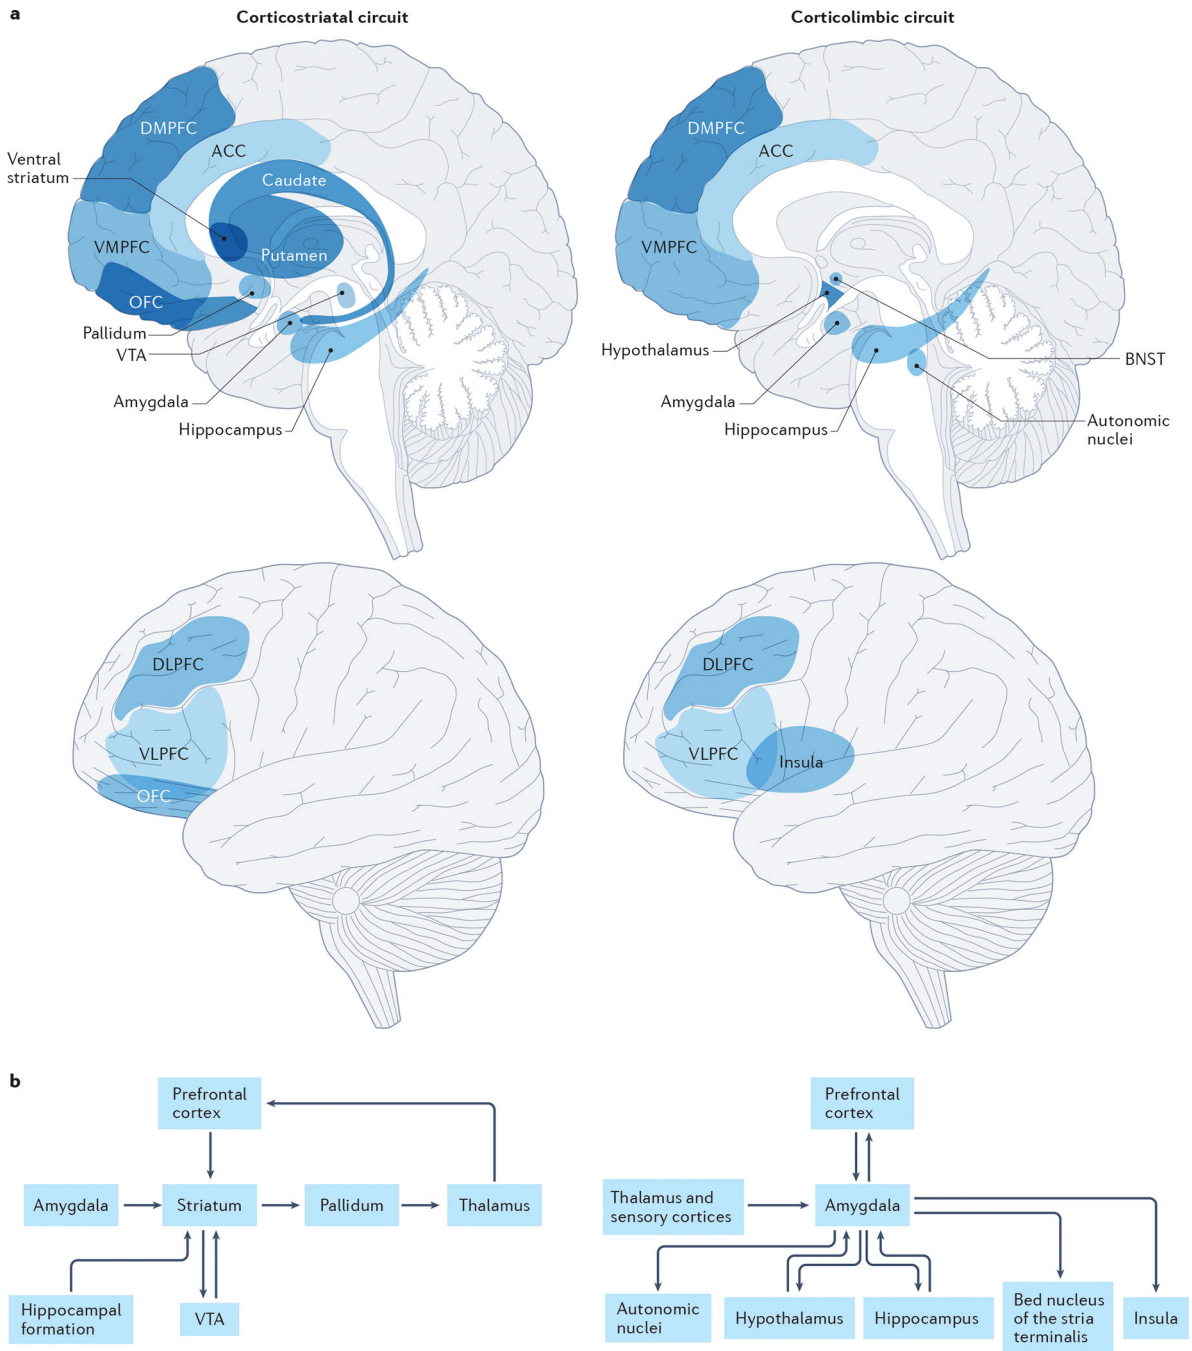 a
Corticostriatal circuit
DMPFC
ACC
Ventral
striatum
Caudate
VMPFC
Putamen
OFC
Pallidum
VTA
Amygdala
Hippocampus
DLPFC
VLPFC
OFC
Corticolimbic circuit
DMPFC
ACC
VMPFC
Hypothalamus
BNST
Amygdala
Hippocampus
Autonomic
nuclei
DLPFC
VLPFC
Insula
b
Prefrontal
cortex
Amygdala
Striatum
Pallidum
Thalamus
Hippocampal
formation
VTA
Prefrontal
cortex
Thalamus and
sensory cortices
Amygdala
Autonomic
nuclei
Hypothalamus
Hippocampus
Bed nucleus
of the stria
terminalis
Insula